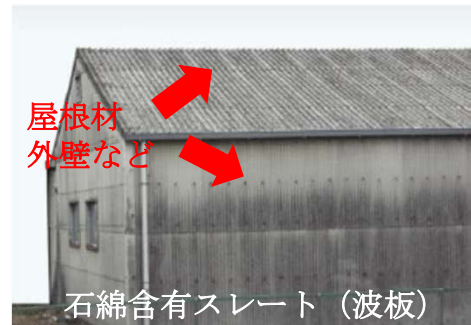 屋根材
外壁など
石綿含有スレート（波板）